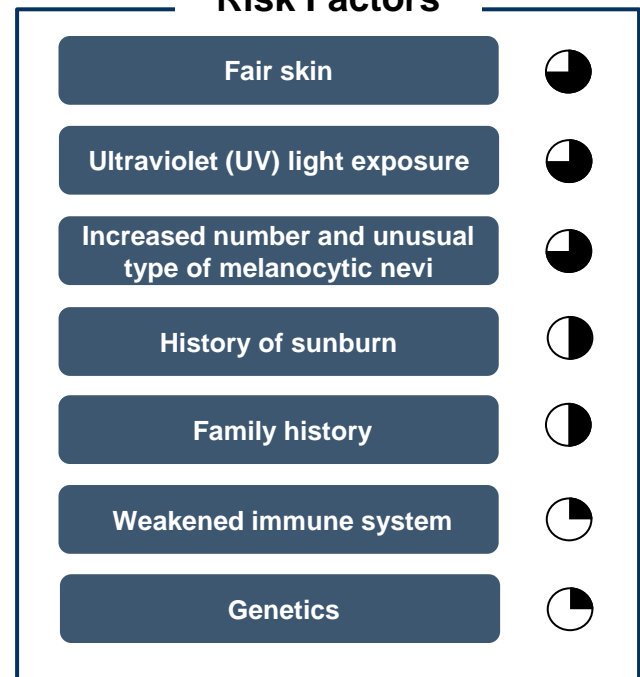 Risk Factors
Fair skin
Ultraviolet (UV) light exposure
Increased number and unusual
type of melanocytic nevi
History of sunburn
Family history
Weakened immune system
Genetics